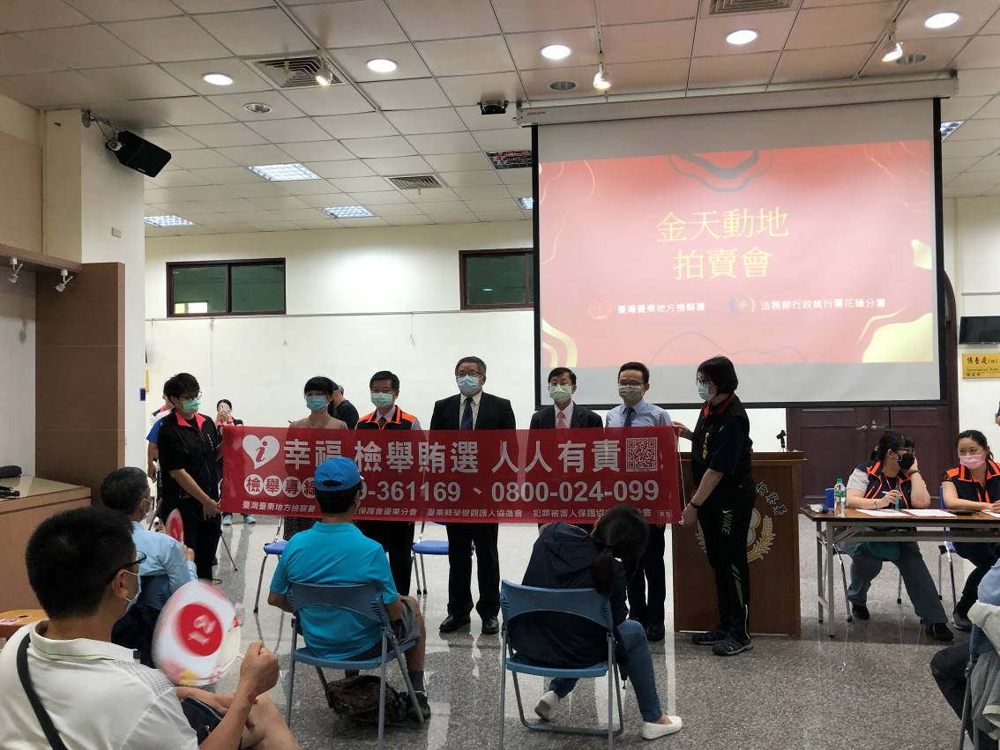 金天動地
拍賣會
臺灣臺東地方檢察署 法務部行政執行署花蓮分署
i 幸福 檢舉賄選 人人有責
檢舉專線 9-361169、0800-024-099
臺灣臺東地方檢察署 保護會臺東分會 臺東縣榮譽觀護人協進會 犯罪被害人保護協 會
NIKE